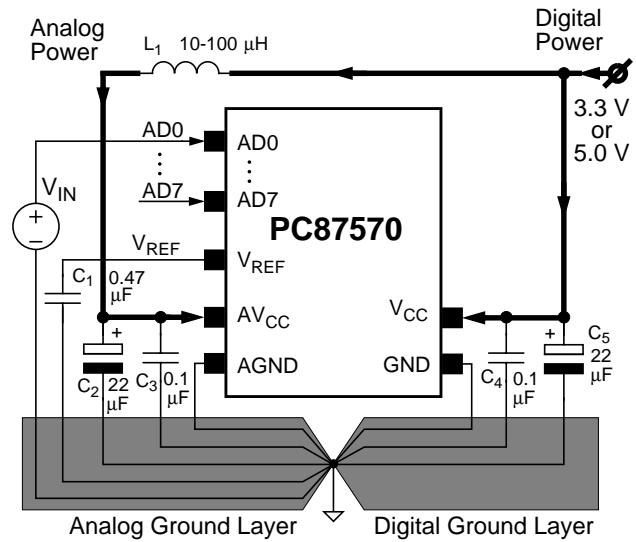 Analog
Power
L1 10-100 μH
Digital
Power
3.3 V
or
5.0 V
AD0
AD0
AD7
AD7
VIN
+
−
PC87570
VREF
VREF
C1 0.47
μF
AVCC
VCC
+
C2 22
μF
C3 0.1
μF
AGND
GND
C4 0.1
μF
+
C5
22
μF
Analog Ground Layer
Digital Ground Layer